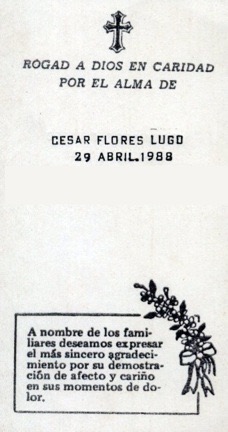 ROGAD A DIOS EN CARIDAD
POR EL ALMA DE
CESAR FLORES LUGO
29 ABRIL.1988
A nombre de los fami-
liares deseamos expresar
el más sincero agradeci-
miento por su demostra-
ción de afecto y cariño
en sus momentos de do-
lor.